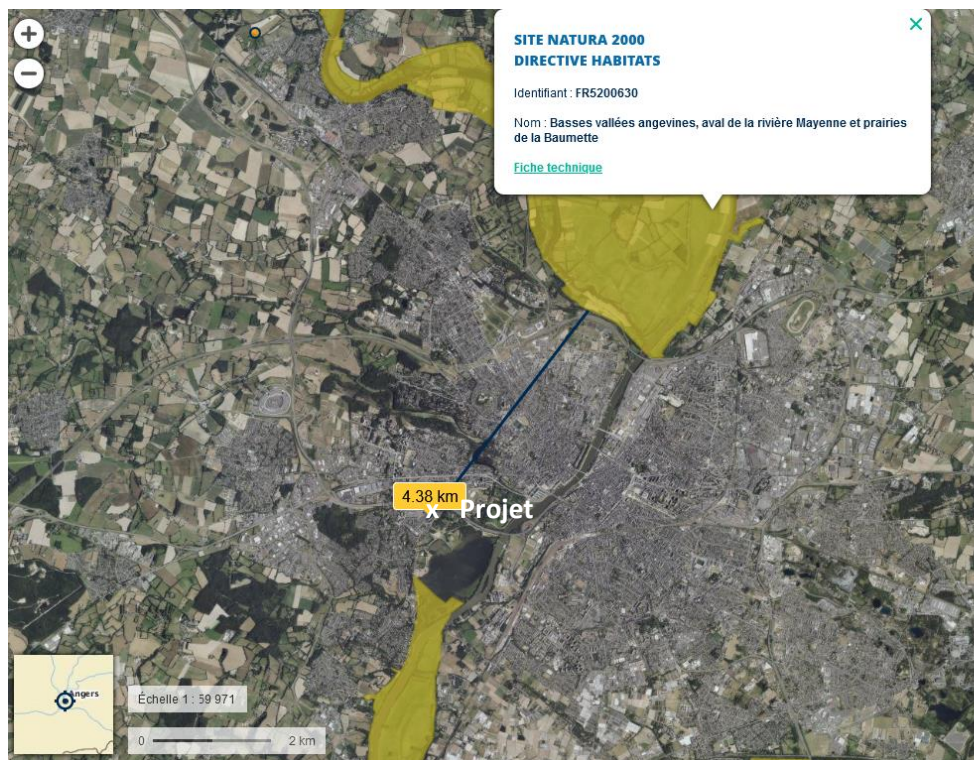 +
−
×
SITE NATURA 2000
DIRECTIVE HABITATS
Identifiant : FR5200630
Nom : Basses vallées angevines, aval de la rivière Mayenne et prairies
de la Baumette
Fiche technique
4.38 km
x Projet
Angers
Échelle 1 : 59 971
0 2 km